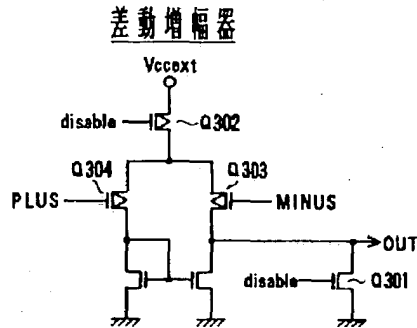 差動増幅器
Vccext
disable Q302
Q304 Q303
PLUS MINUS
OUT
disable Q301